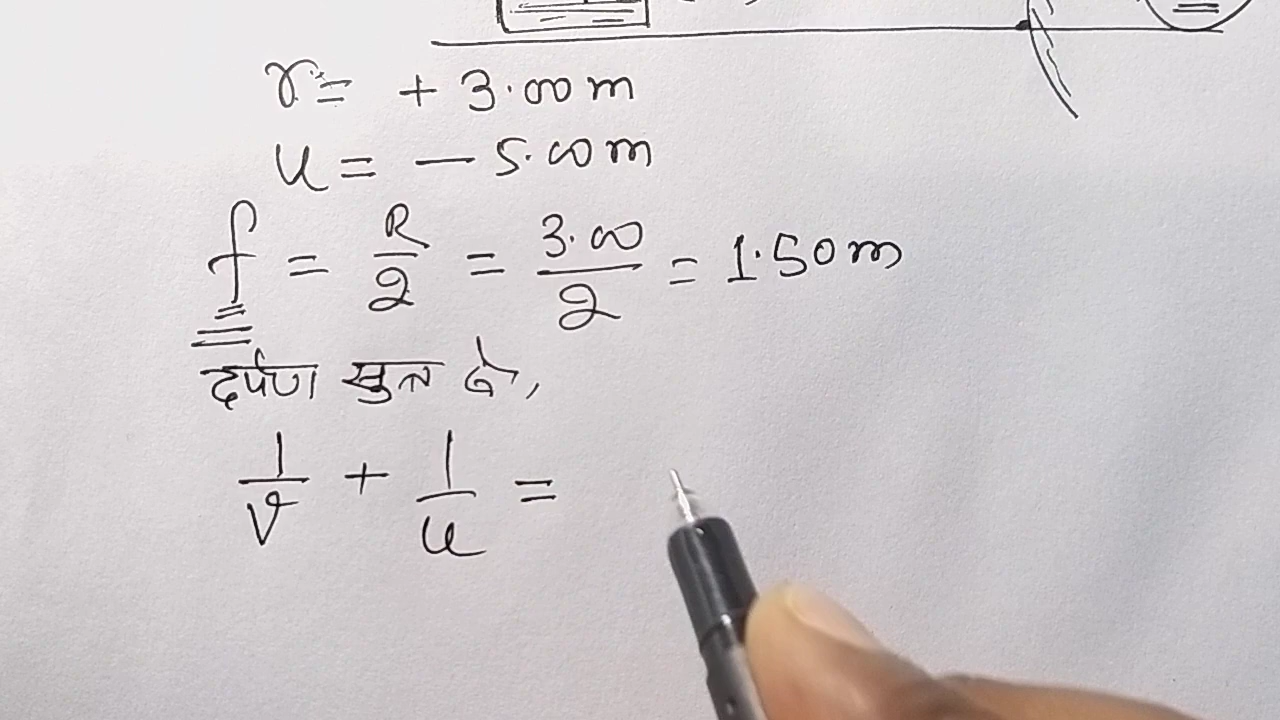 r = + 3.00 m
u = - 5.00 m
f = R/2 = 3.00/2 = 1.50 m
दर्पण सुत्र से,
1/v + 1/u =